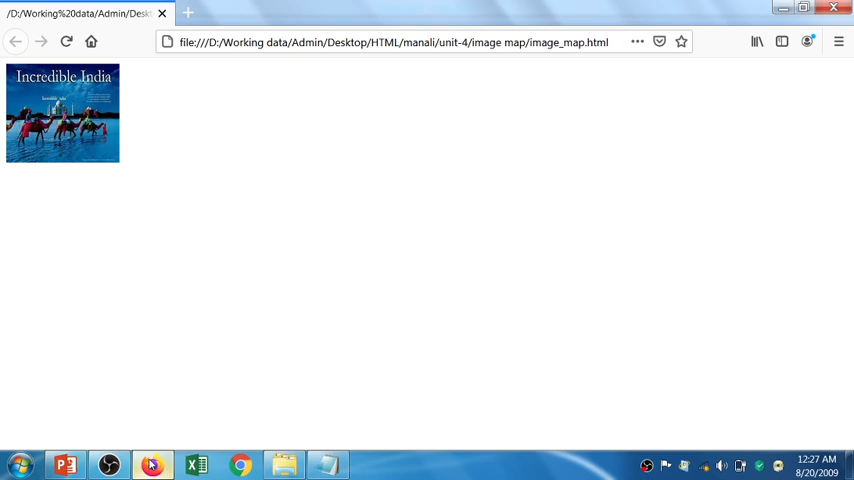 /D:/Working%20data/Admin/Deskt
file:///D:/Working data/Admin/Desktop/HTML/manali/unit-4/image map/image_map.html
Incredible India
12:27 AM
8/20/2009